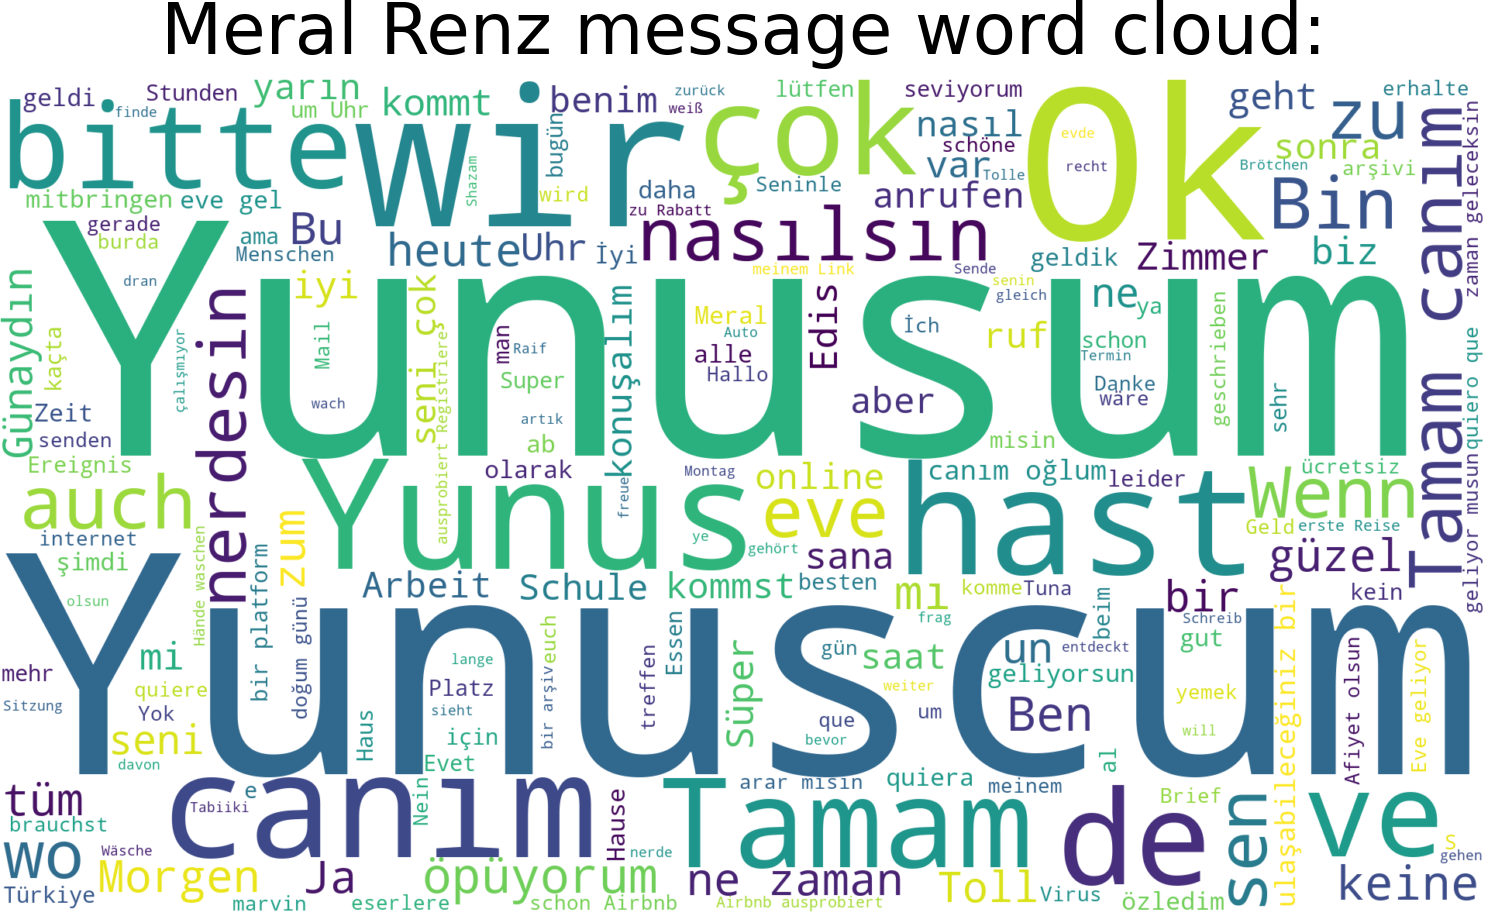 Meral Renz message word cloud:
geldi
Stunden
yarın
kommt
benim
zurück
weiß
lütfen
seviyorum
geht
zu
erhalte
finde
um Uhr
bitte
wir
bugün
Shazam
çok
nasıl
schöne
Ok
evde
recht
sonra
Brötchen
arşivi
canım
zaman geleceksin
mitbringen
eve gel
wird
daha
zu Rabatt
Seninle
var
Tolle
anrufen
Bin
gerade
burda
ama
Menschen
Bu
heute
Uhr
İyi
nasılsın
meinem Link
Sende
geldik
Zimmer
biz
dran
Günaydın
kaçta
çalışmıyor
nerdesin
iyi
Mail
seni çok
ausprobiert Registriere
man
Raif
konuşalım
Meral
Auto
alle
Hallo
Edis
İch
senin
gleich
ruf
ne
ya
schon
Termin
Danke
wäre
geschrieben
sehr
quiero que
Yunusum
Zeit
senden
wach
Super
artık
ab
aber
misin
Tamam
Ereignis
auch
internet
şimdi
olarak
freue
Montag
online
canım oğlum
leider
Wenn
ücretsiz
Geld
erste Reise
geliyor musun
Yunus
eve
hast
ye
gehört
sana
güzel
zum
Hände waschen
olsun
bir platform
doğum günü
Arbeit
Schule
kommst
besten
mı
komme
Tuna
frag
beim
bir
Schreib
kein
Yunuscum
mehr
mi
quiere
Sitzung
Yok
seni
davon
lange
Platz
sieht
euch
bir arşiv
treffen
Essen
Süper
gün
saat
weiter
un
entdeckt
geliyorsun
gut
yemek
will
ulaşabileceğiniz bir
Afiyet olsun
Eve geliyor
Haus
için
Evet
que
bevor
um
Ben
al
tüm
brauchst
wo
Wäsche
Türkiye
Morgen
canım
Tabiiki
e
Nein
Hause
nerde
Tamam
arar mısın
quiera
meinem
de
Brief
sen
ve
S
gehen
keine
marvin
Ja
eserlere
öpüyorum
schon Airbnb
ne zaman
Airbnb ausprobiert
Toll
Virus
özledim